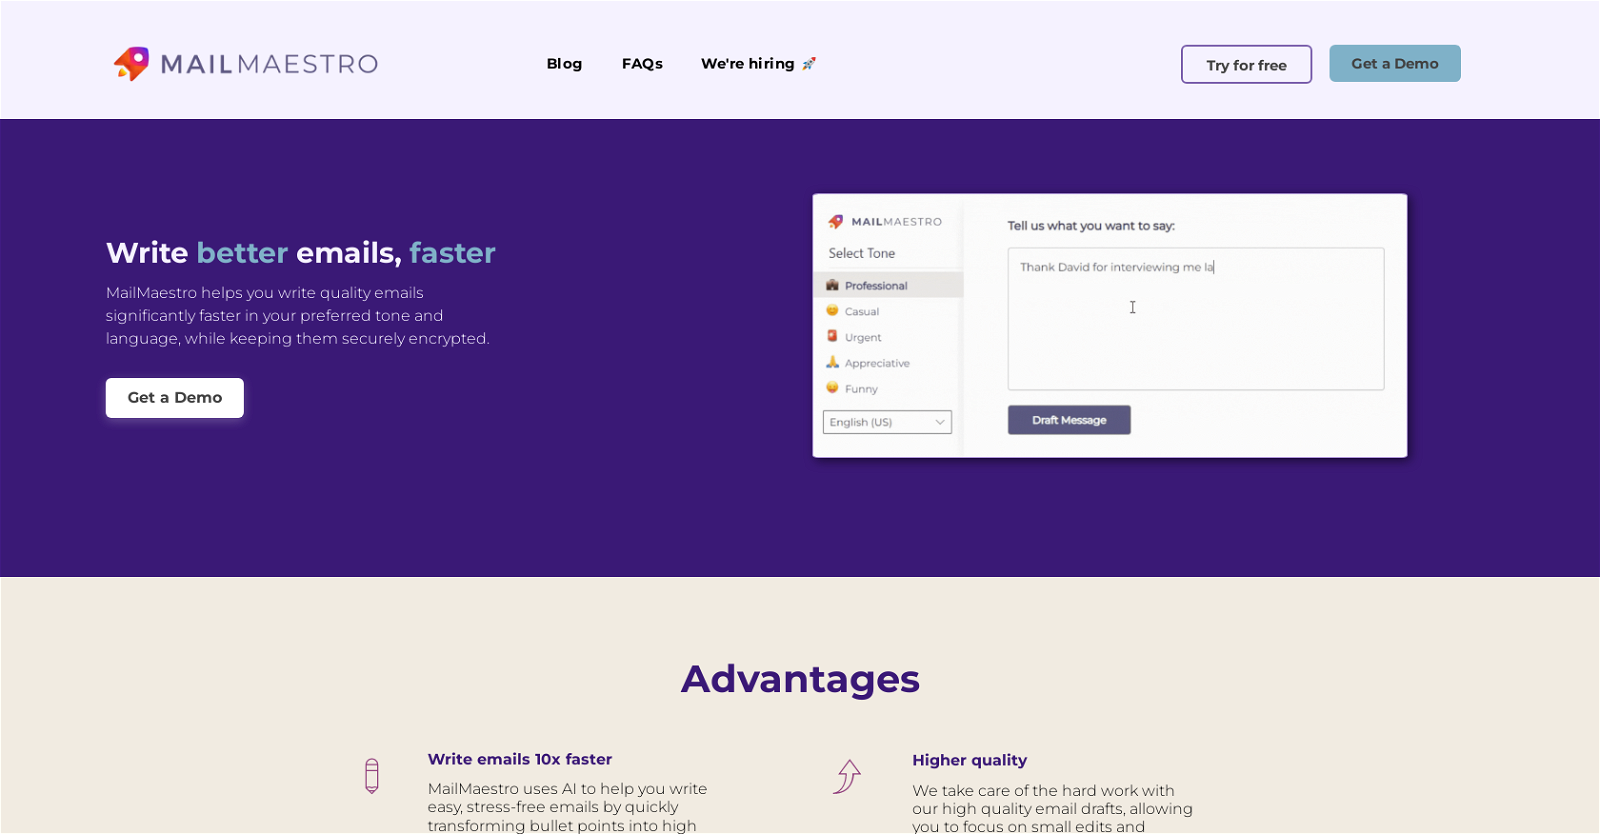 MAILMAESTRO
Blog
FAQs
We're hiring 🚀
Try for free
Get a Demo
Write better emails, faster
MailMaestro helps you write quality emails
significantly faster in your preferred tone and
language, while keeping them securely encrypted.
Get a Demo
MAILMAESTRO
Select Tone
Professional
Casual
Urgent
Appreciative
Funny
English (US)
Tell us what you want to say:
Thank David for interviewing me la
Draft Message
Advantages
Write emails 10x faster
MailMaestro uses AI to help you write
easy, stress-free emails by quickly
transforming bullet points into high
Higher quality
We take care of the hard work with
our high quality email drafts, allowing
you to focus on small edits and